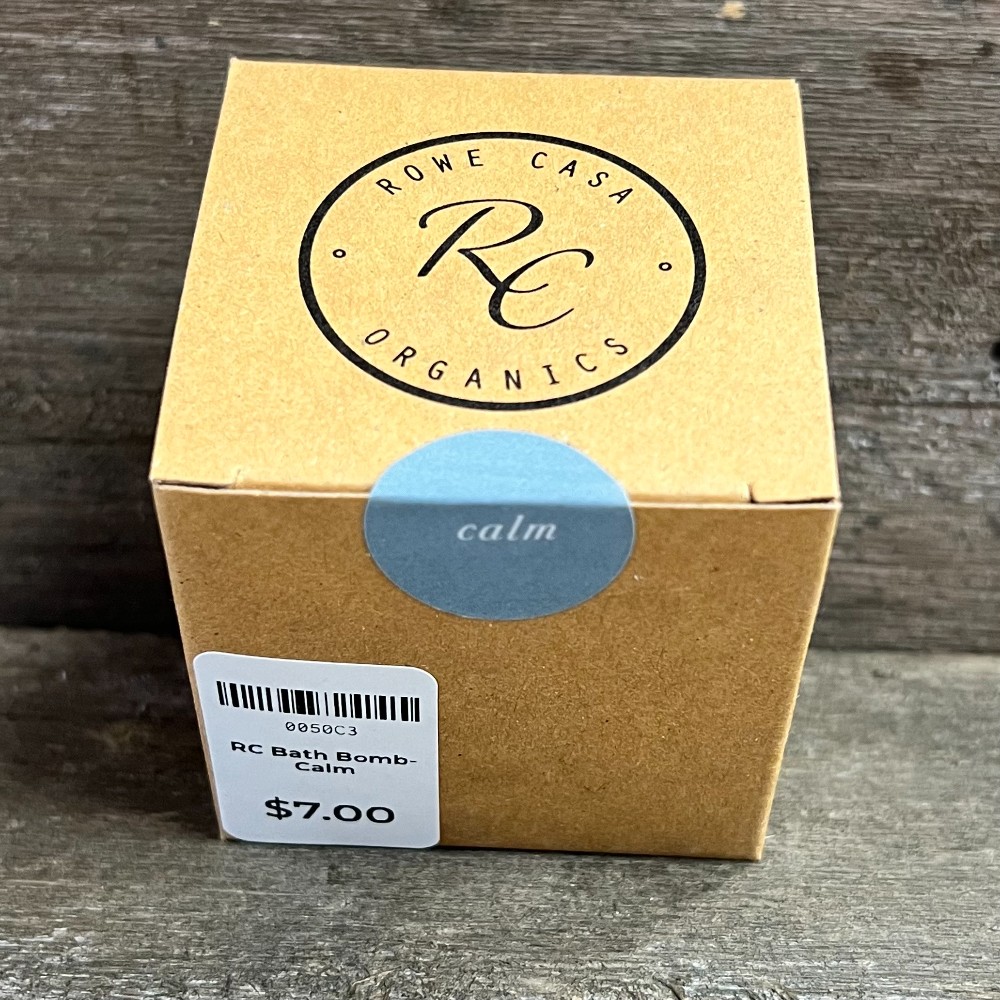 ROWE CASA
RC
ORGANICS
calm
0050C3
RC Bath Bomb-
Calm
$7.00